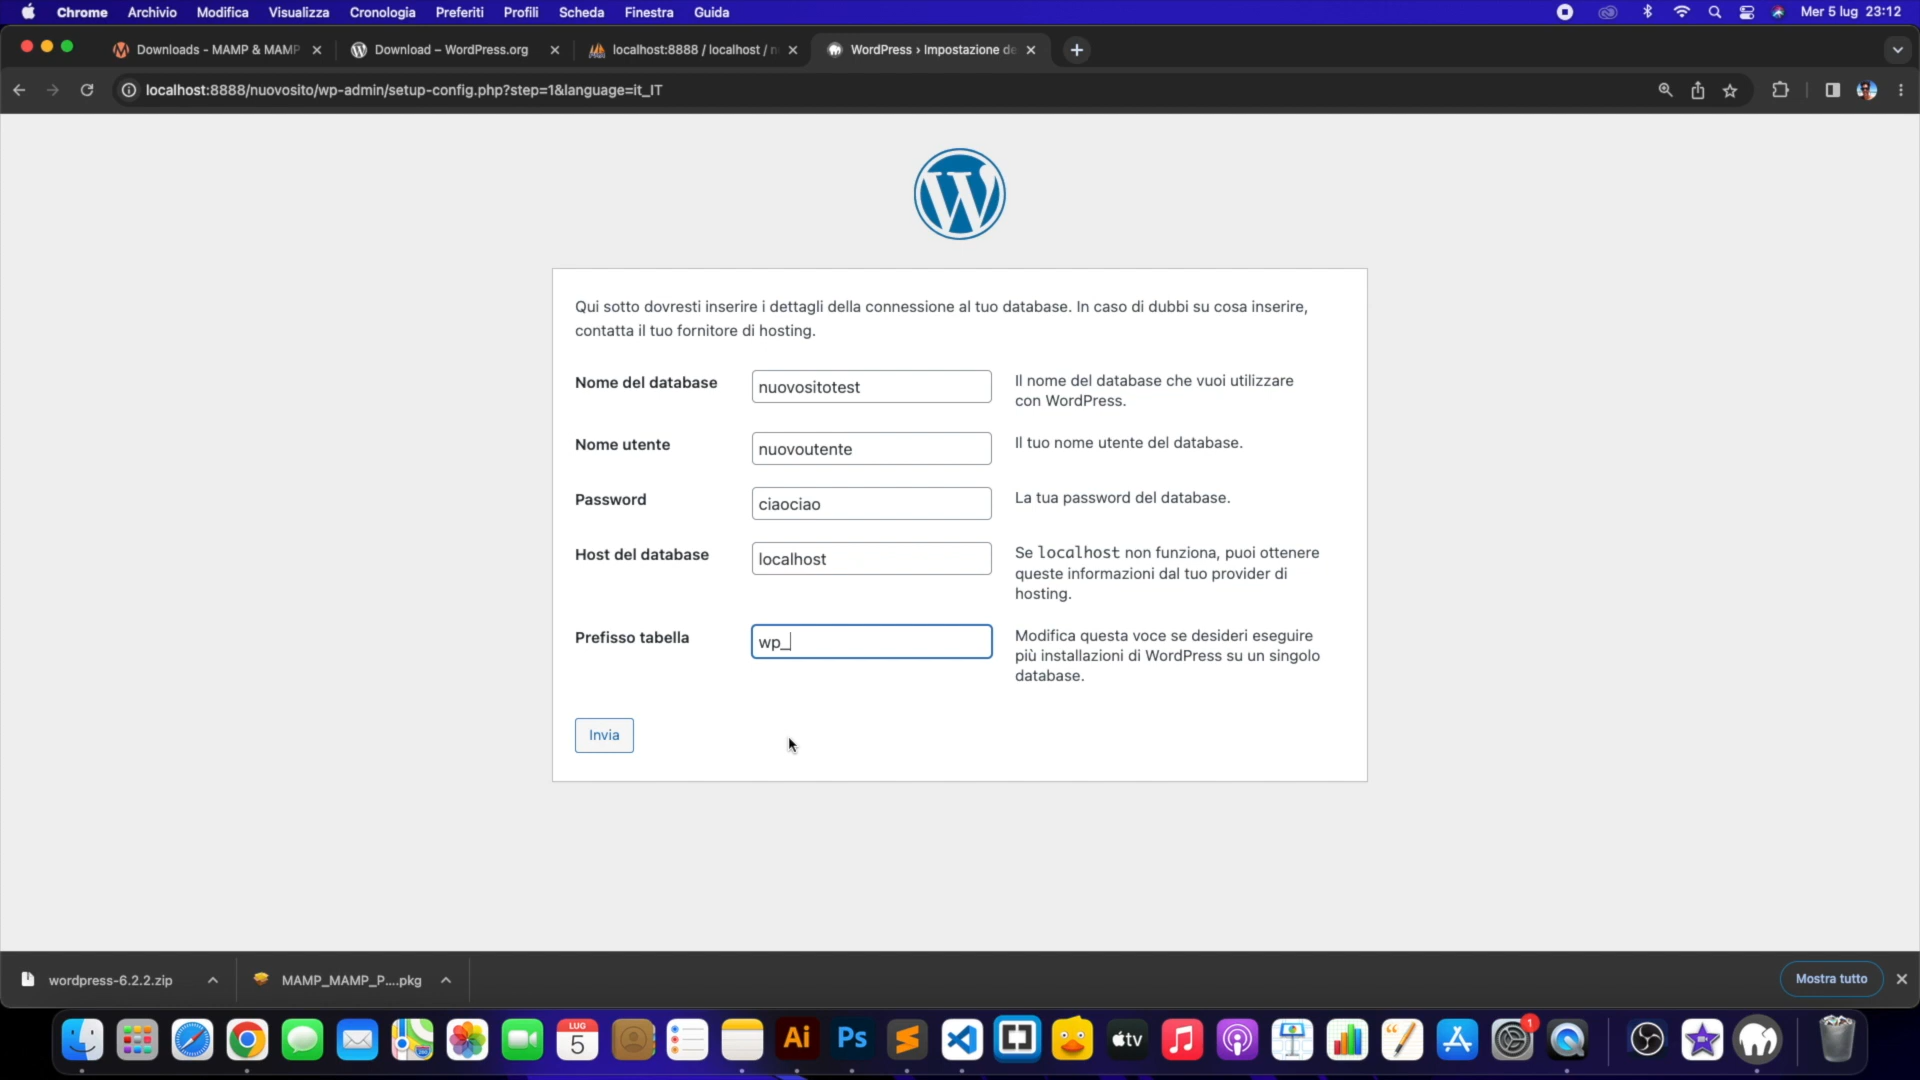 Chrome Archivio Modifica Visualizza Cronologia Preferiti Profili Scheda Finestra Guida Mer 5 lug 23:12
Downloads - MAMP & MAMP
Download – WordPress.org
localhost:8888 / localhost / n
WordPress › Impostazione de
localhost:8888/nuovosito/wp-admin/setup-config.php?step=1&language=it_IT
Qui sotto dovresti inserire i dettagli della connessione al tuo database. In caso di dubbi su cosa inserire,
contatta il tuo fornitore di hosting.
Nome del database
nuovositotest
Il nome del database che vuoi utilizzare
con WordPress.
Nome utente
nuovoutente
Il tuo nome utente del database.
Password
ciaociao
La tua password del database.
Host del database
localhost
Se localhost non funziona, puoi ottenere
queste informazioni dal tuo provider di
hosting.
Prefisso tabella
wp_
Modifica questa voce se desideri eseguire
più installazioni di WordPress su un singolo
database.
Invia
wordpress-6.2.2.zip
MAMP_MAMP_P....pkg
Mostra tutto
LUG
5
Ai
Ps
tv
1